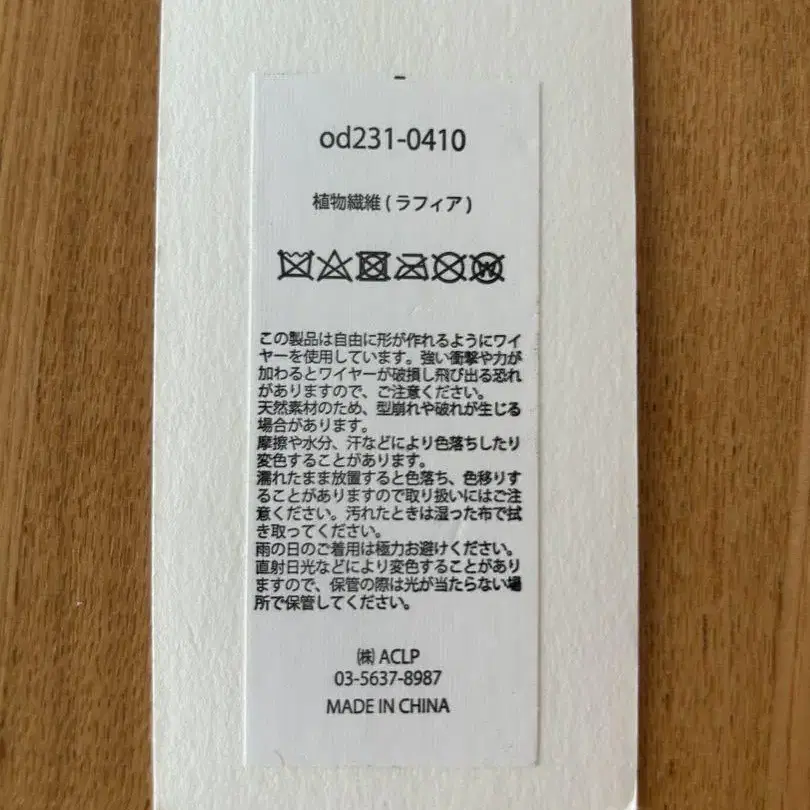 od231-0410
植物繊維 ( ラフィア )
この製品は自由に形が作れるようにワイ
ヤーを使用しています。強い衝撃や力が
加わるとワイヤーが破損し飛び出る恐れ
がありますので、ご注意ください。
天然素材のため、型崩れや破れが生じる
場合があります。
摩擦や水分、汗などにより色落ちしたり
変色することがあります。
濡れたまま放置すると色落ち、色移りす
ることがありますので取り扱いにはご注
意ください。汚れたときは湿った布で拭
き取ってください。
雨の日のご着用は極力お避けください。
直射日光などにより変色することがあり
ますので、保管の際は光が当たらない場
所で保管してください。
㈱ ACLP
03-5637-8987
MADE IN CHINA